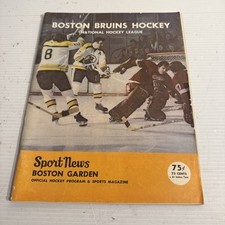 BOSTON BRUINS HOCKEY
NATIONAL HOCKEY LEAGUE
8
Sport News
BOSTON GARDEN
OFFICIAL HOCKEY PROGRAM & SPORTS MAGAZINE
75¢